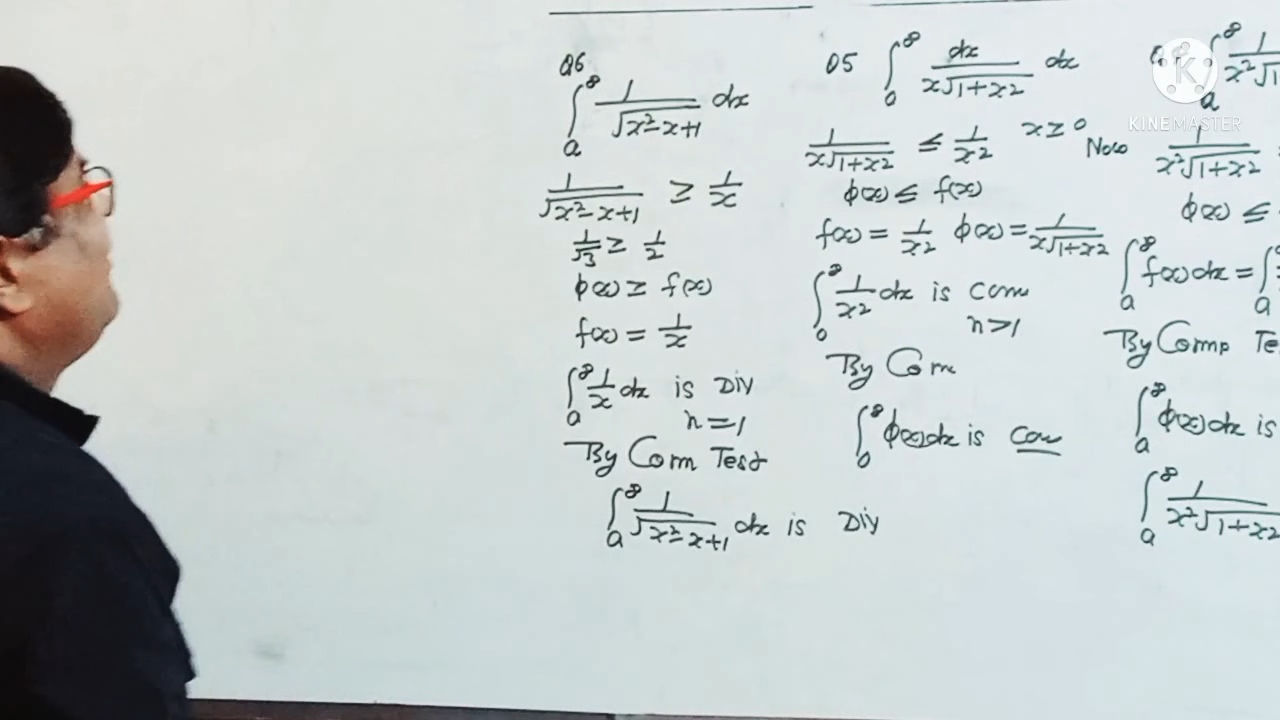 Q6
∫ₐ^∞ 1/√(x²-x+1) dx
1/√(x²-x+1) ≥ 1/x
1/√3 ≥ 1/2
φ(x) ≥ f(x)
f(x) = 1/x
∫ₐ^∞ 1/x dx is Div
n=1
By Com Test
∫ₐ^∞ 1/√(x²-x+1) dx is Div
Q5 ∫₀^∞ dx/(x√(1+x²)) dx
1/(x√(1+x²)) ≤ 1/x² x≥0
φ(x) ≤ f(x)
f(x) = 1/x² φ(x) = 1/(x√(1+x²))
∫₀^∞ 1/x² dx is Con
n>1
By Com
∫₀^∞ φ(x)dx is Con
∫ₐ^∞ 1/(x²√1
Now 1/(x²√(1+x²))
φ(x) ≤
∫ₐ^∞ f(x) dx = ∫ₐ
By Comp Te
∫ₐ^∞ φ(x)dx is
∫ₐ^∞ 1/(x²√(1+x²
K
KINEMASTER